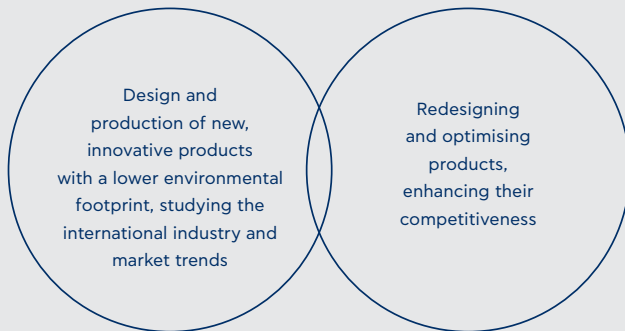 Design and
production of new,
innovative products
with a lower environmental
footprint, studying the
international industry and
market trends
Redesigning
and optimising
products,
enhancing their
competitiveness